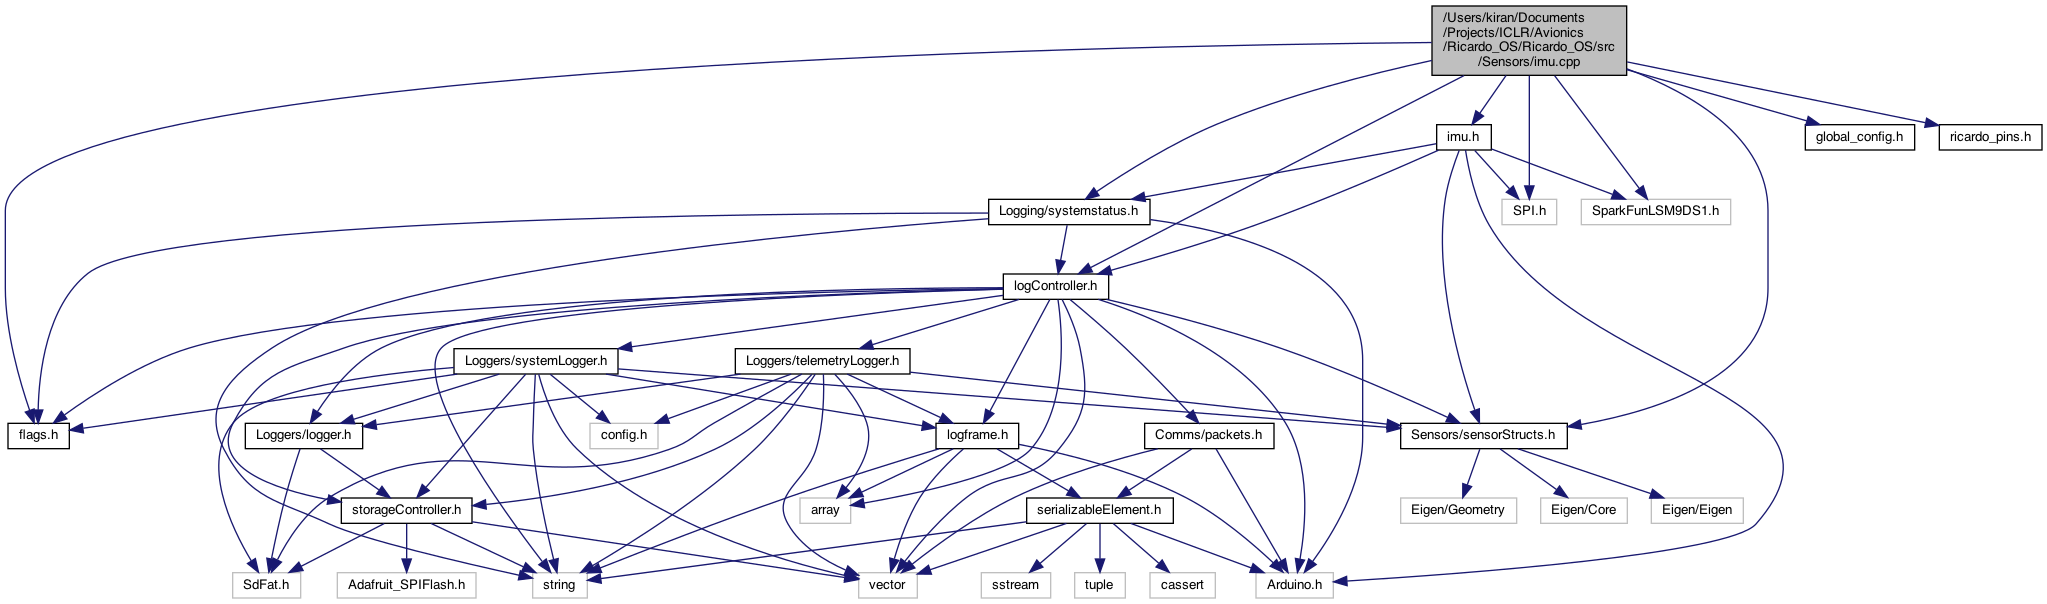 /Users/kiran/Documents
/Projects/ICLR/Avionics
/Ricardo_OS/Ricardo_OS/src
/Sensors/imu.cpp
imu.h
global_config.h
ricardo_pins.h
Logging/systemstatus.h
SPI.h
SparkFunLSM9DS1.h
logController.h
Loggers/systemLogger.h
Loggers/telemetryLogger.h
flags.h
Loggers/logger.h
config.h
logframe.h
Comms/packets.h
Sensors/sensorStructs.h
storageController.h
array
serializableElement.h
Eigen/Geometry
Eigen/Core
Eigen/Eigen
SdFat.h
Adafruit_SPIFlash.h
string
vector
sstream
tuple
cassert
Arduino.h